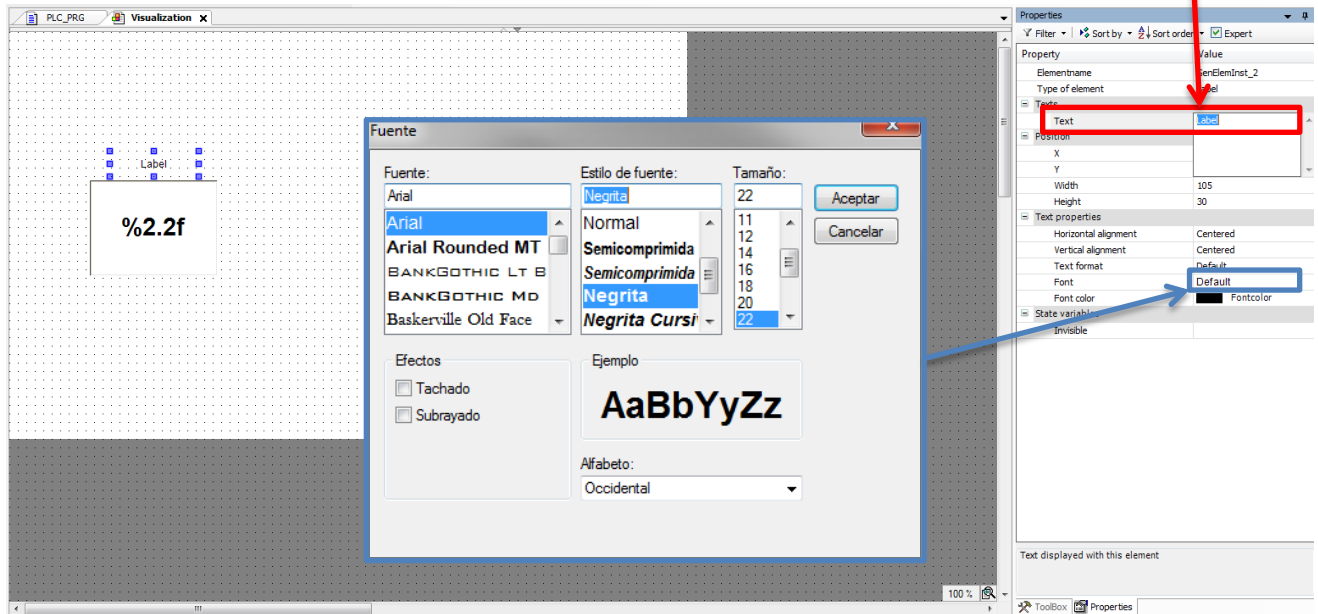 PLC_PRG
Visualization x
Label
%2.2f
Fuente
Fuente:
Arial
Arial
Arial Rounded MT
BankGothic Lt B
BankGothic Md
Baskerville Old Face
Estilo de fuente:
Negrita
Normal
Semicomprimida
Semicomprimida
Negrita
Negrita Cursi
Tamaño:
22
11
12
14
16
18
20
22
Aceptar
Cancelar
Efectos
Tachado
Subrayado
Ejemplo
AaBbYyZz
Alfabeto:
Occidental
100 %
Properties
Filter
Sort by
Sort order
Expert
Property Value
Elementname GenElemInst_2
Type of element
Texts
Text Label
Position
X
Y
Width 105
Height 30
Text properties
Horizontal alignment Centered
Vertical alignment Centered
Text format Default
Font Default
Font color Fontcolor
State variables
Invisible
Text displayed with this element
ToolBox Properties